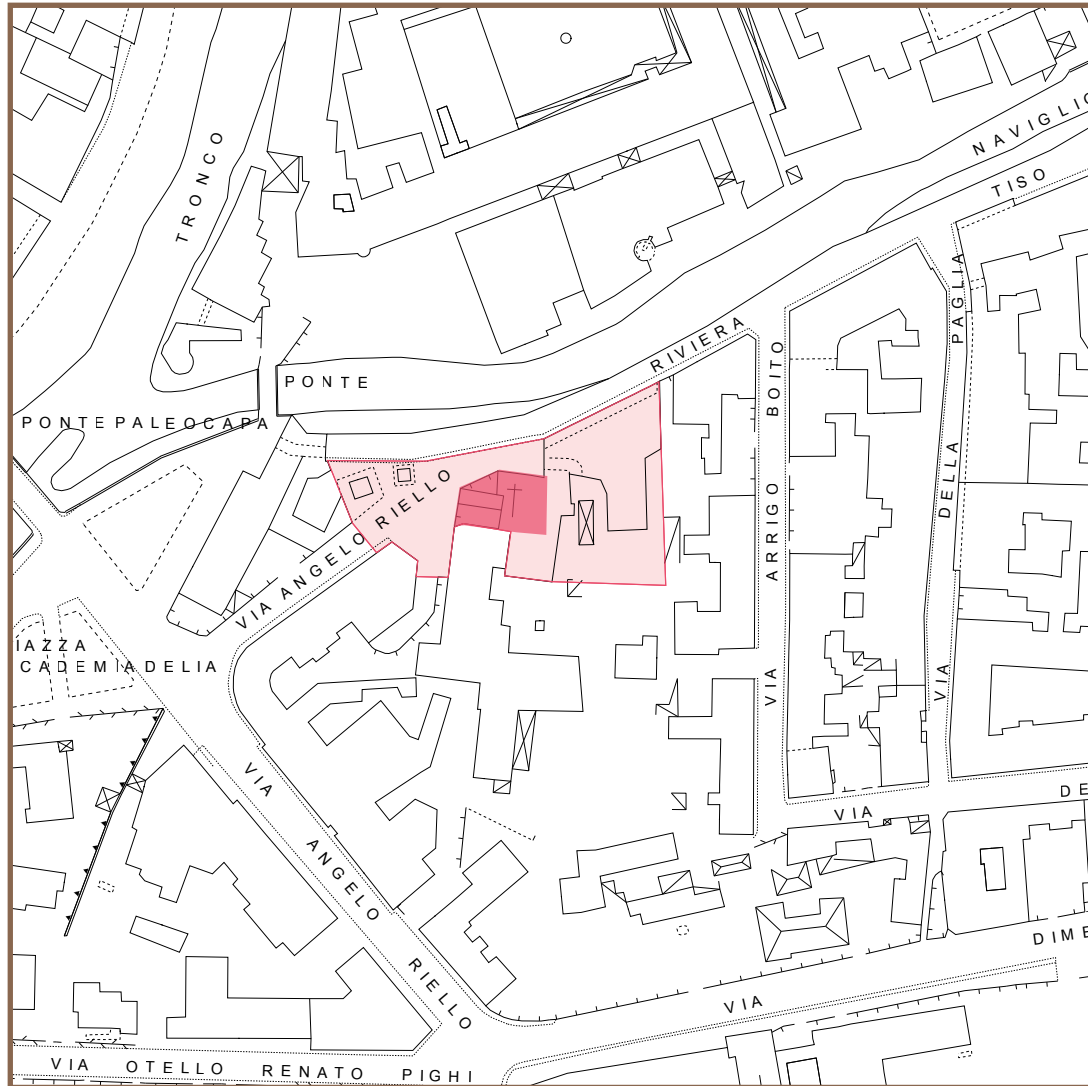 NAVIGLIO
TISO
TRONCO
PAGLIA
RIVIERA
PONTE
BOITO
PONTE PALEOCAPA
DELLA
VIA ANGELO RIELLO
ARRIGO
IAZZA
CADEMIA DELIA
VIA
VIA
VIA
DE
VIA
ANGELO
DIME
RIELLO
VIA
VIA OTELLO RENATO PIGHI